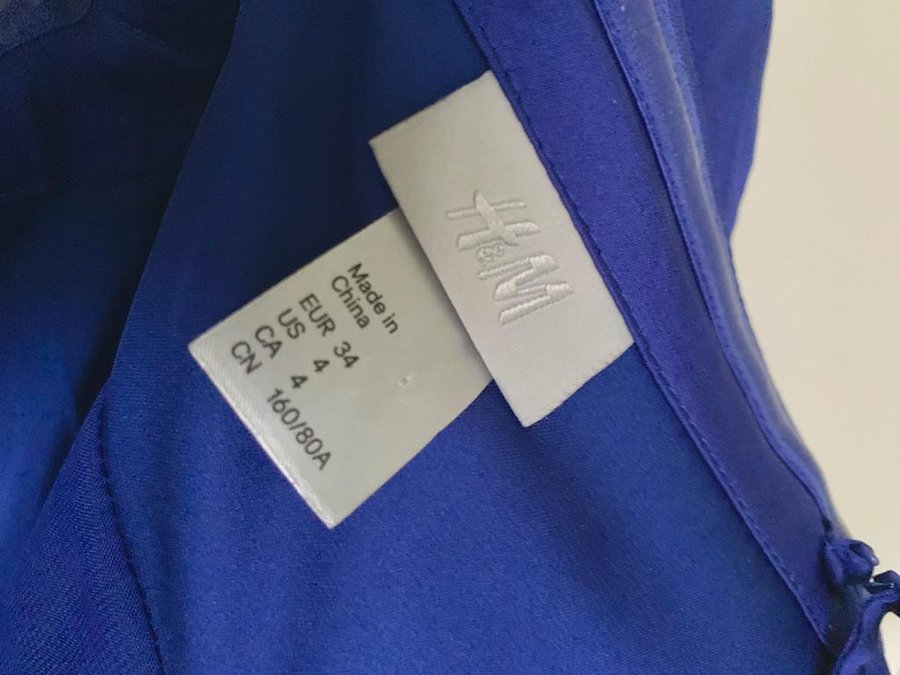 H&M
Made in
China
EUR 34
US 4
CA 4
CN 160/80A